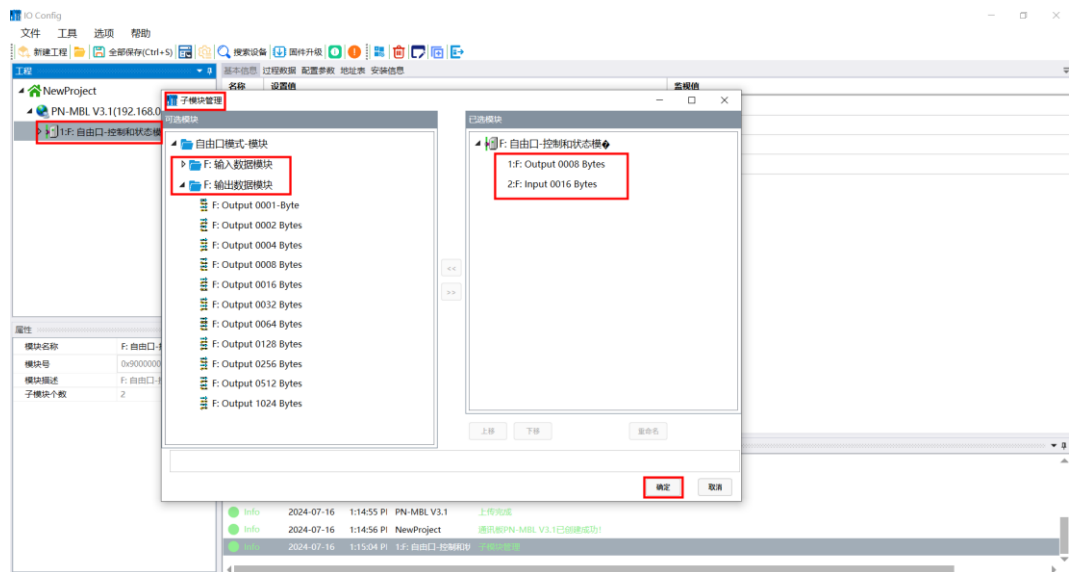 IO Config
文件 工具 选项 帮助
新建工程 全部保存(Ctrl+S) 搜索设备 固件升级
工程
基本信息 过程数据 配置参数 地址表 安装信息
名称 设置值 监视值
NewProject
PN-MBL V3.1(192.168.0
1:F: 自由口-控制和状态模
子模块管理
可选模块
已选模块
自由口模式-模块
F: 输入数据模块
F: 输出数据模块
F: Output 0001-Byte
F: Output 0002 Bytes
F: Output 0004 Bytes
F: Output 0008 Bytes
F: Output 0016 Bytes
F: Output 0032 Bytes
F: Output 0064 Bytes
F: Output 0128 Bytes
F: Output 0256 Bytes
F: Output 0512 Bytes
F: Output 1024 Bytes
<<
>>
F: 自由口-控制和状态模�
1:F: Output 0008 Bytes
2:F: Input 0016 Bytes
上移 下移 重命名
确定 取消
属性
模块名称 F: 自由口-
模块号 0x9000000
模块描述 F: 自由口-
子模块个数 2
Info 2024-07-16 1:14:55 PI PN-MBL V3.1 上传完成
Info 2024-07-16 1:14:56 PI NewProject 通讯板PN-MBL V3.1已创建成功!
Info 2024-07-16 1:15:04 PI 1:F: 自由口-控制和 子模块管理